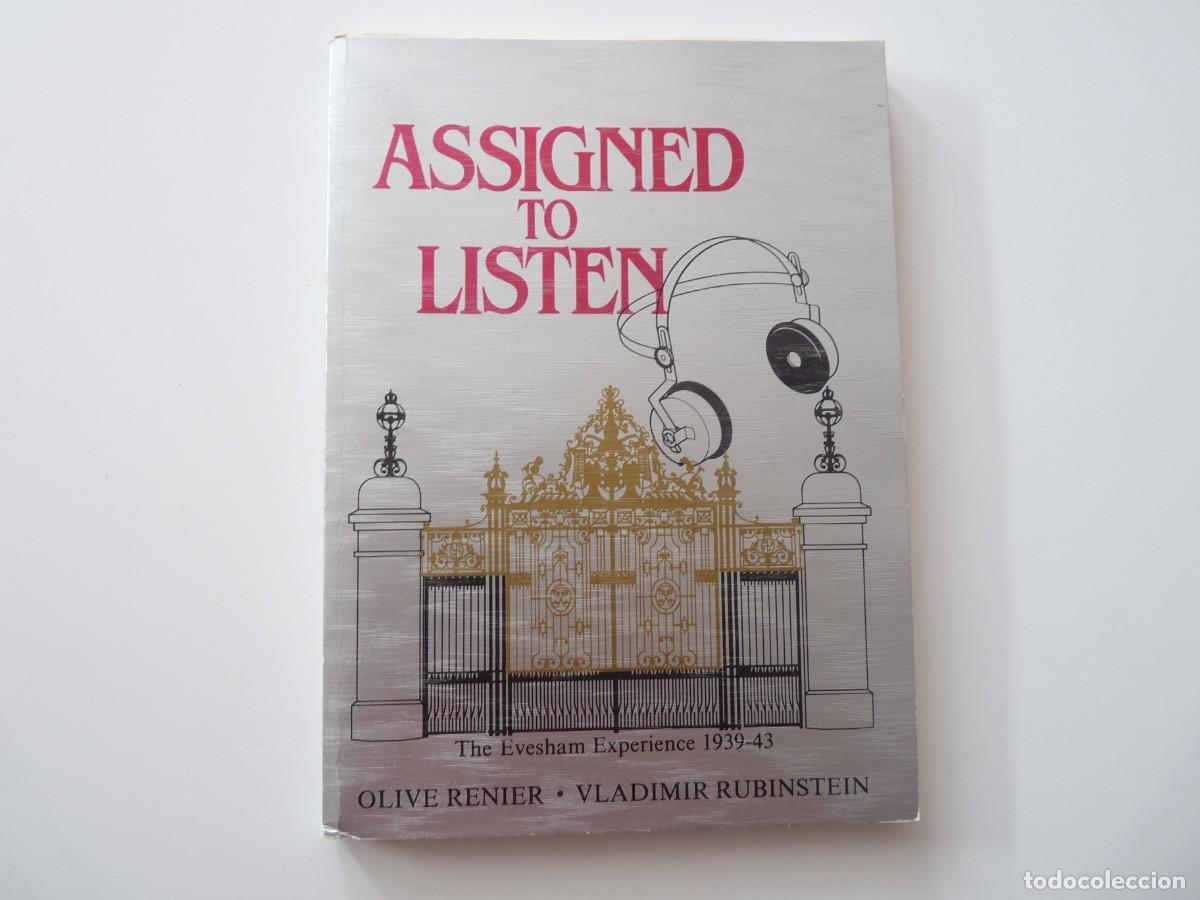 ASSIGNED
TO
LISTEN
The Evesham Experience 1939-43
OLIVE RENIER • VLADIMIR RUBINSTEIN
todocoleccion